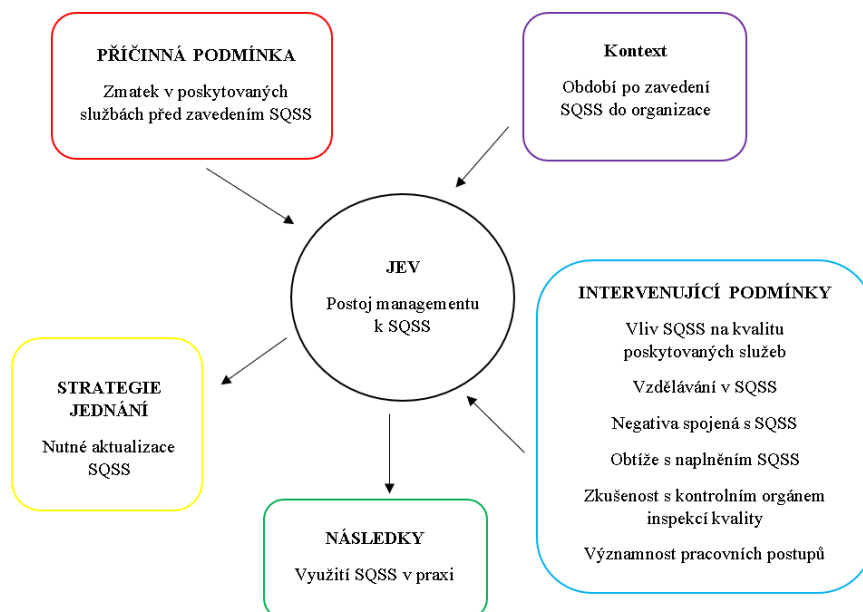 PŘÍČINNÁ PODMÍNKA
Zmatek v poskytovaných
službách před zavedením SQSS
Kontext
Období po zavedení
SQSS do organizace
JEV
Postoj managementu
k SQSS
INTERVENUJÍCÍ PODMÍNKY
Vliv SQSS na kvalitu
poskytovaných služeb
Vzdělávání v SQSS
Negativa spojená s SQSS
Obtíže s naplněním SQSS
Zkušenost s kontrolním orgánem
inspekcí kvality
Významnost pracovních postupů
STRATEGIE
JEDNÁNÍ
Nutné aktualizace
SQSS
NÁSLEDKY
Využití SQSS v praxi